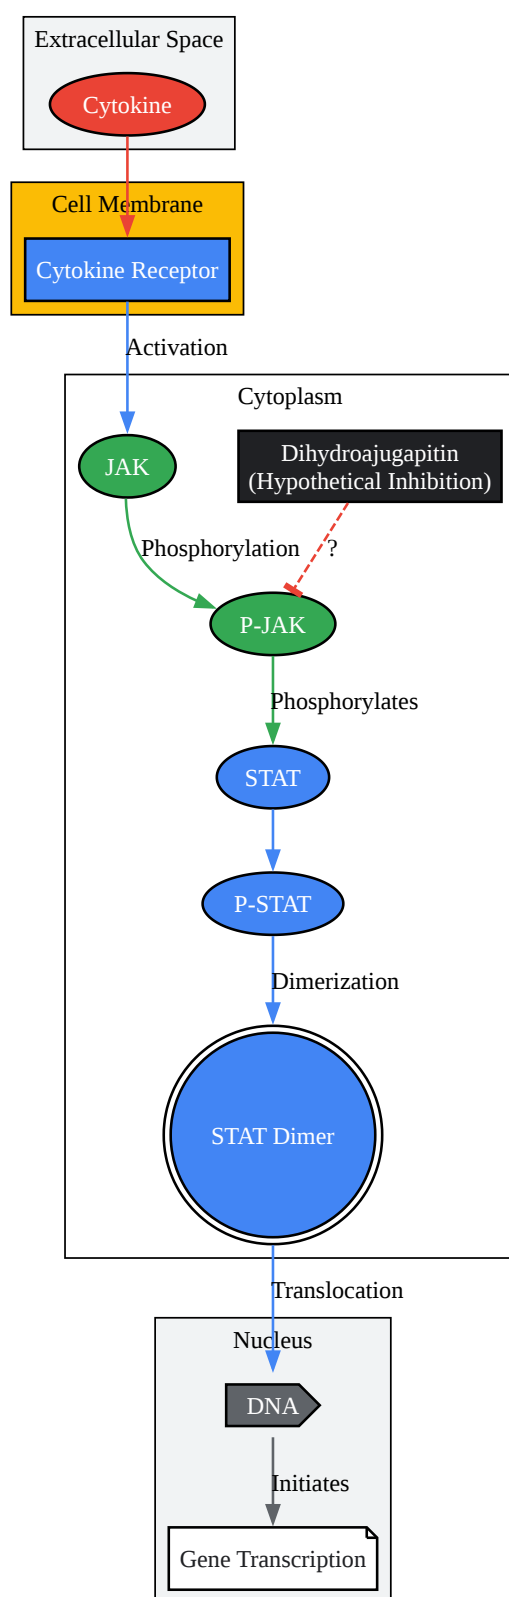 Extracellular Space
Cytokine
Cell Membrane
Cytokine Receptor
Activation
Cytoplasm
JAK
Dihydroajugapitin
(Hypothetical Inhibition)
Phosphorylation
?
P-JAK
Phosphorylates
STAT
P-STAT
Dimerization
STAT Dimer
Translocation
Nucleus
DNA
Initiates
Gene Transcription